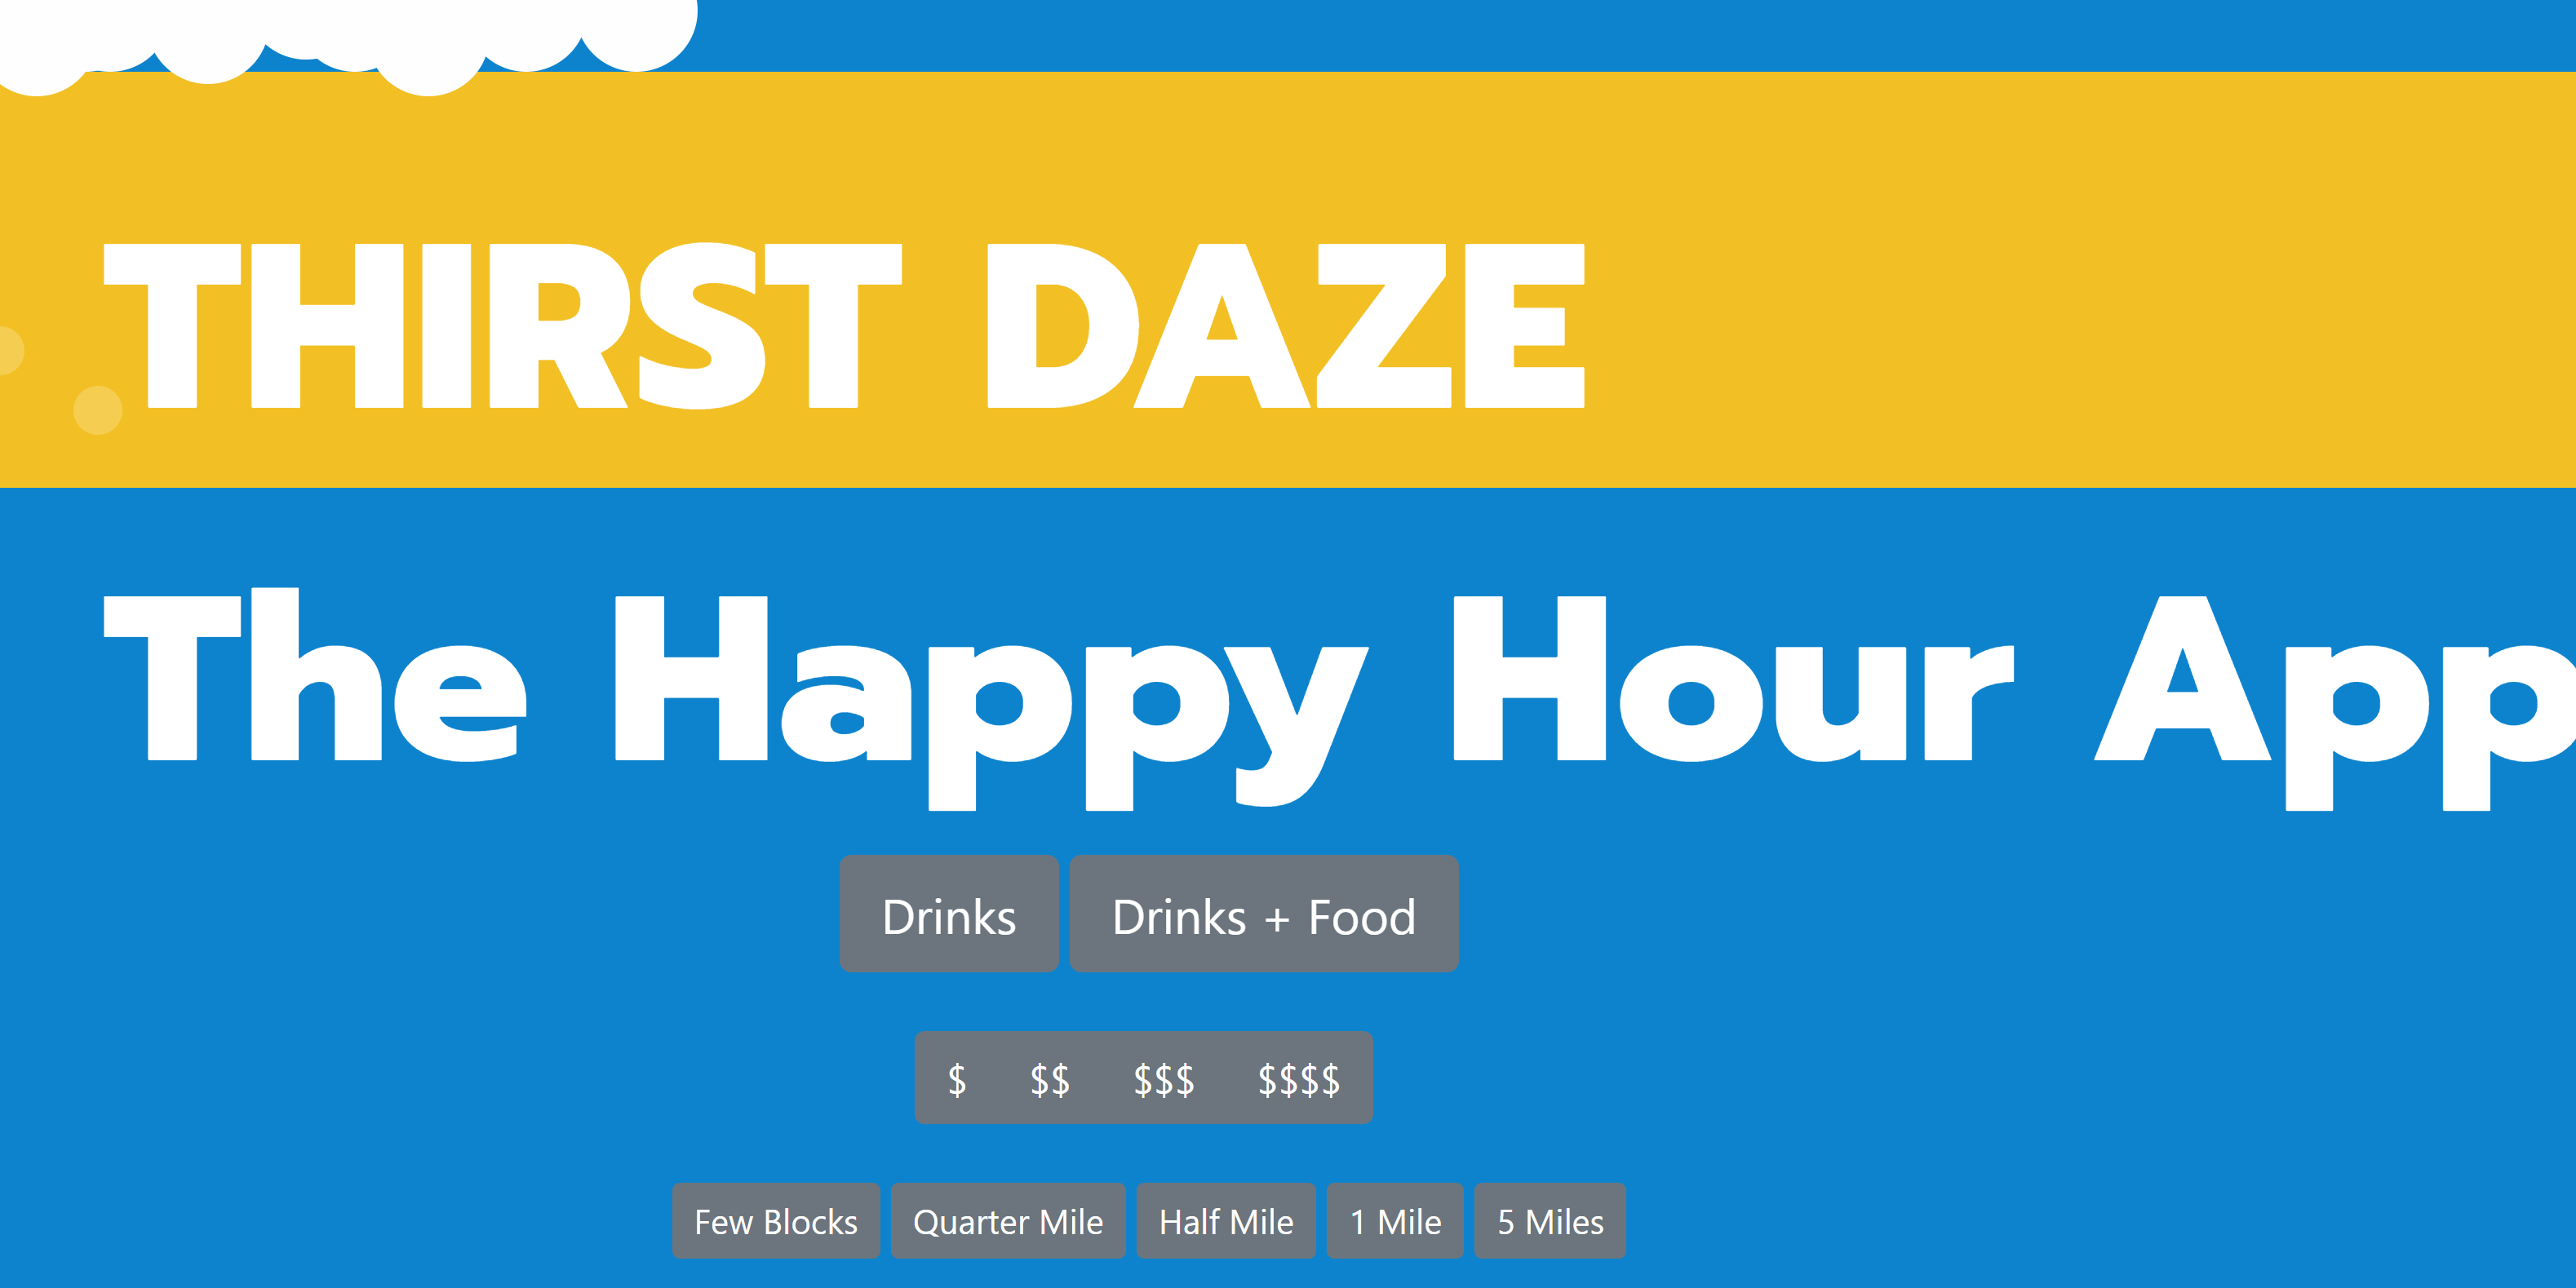 THIRST DAZE
The Happy Hour App
Drinks Drinks + Food
$ $$ $$$ $$$$
Few Blocks Quarter Mile Half Mile 1 Mile 5 Miles